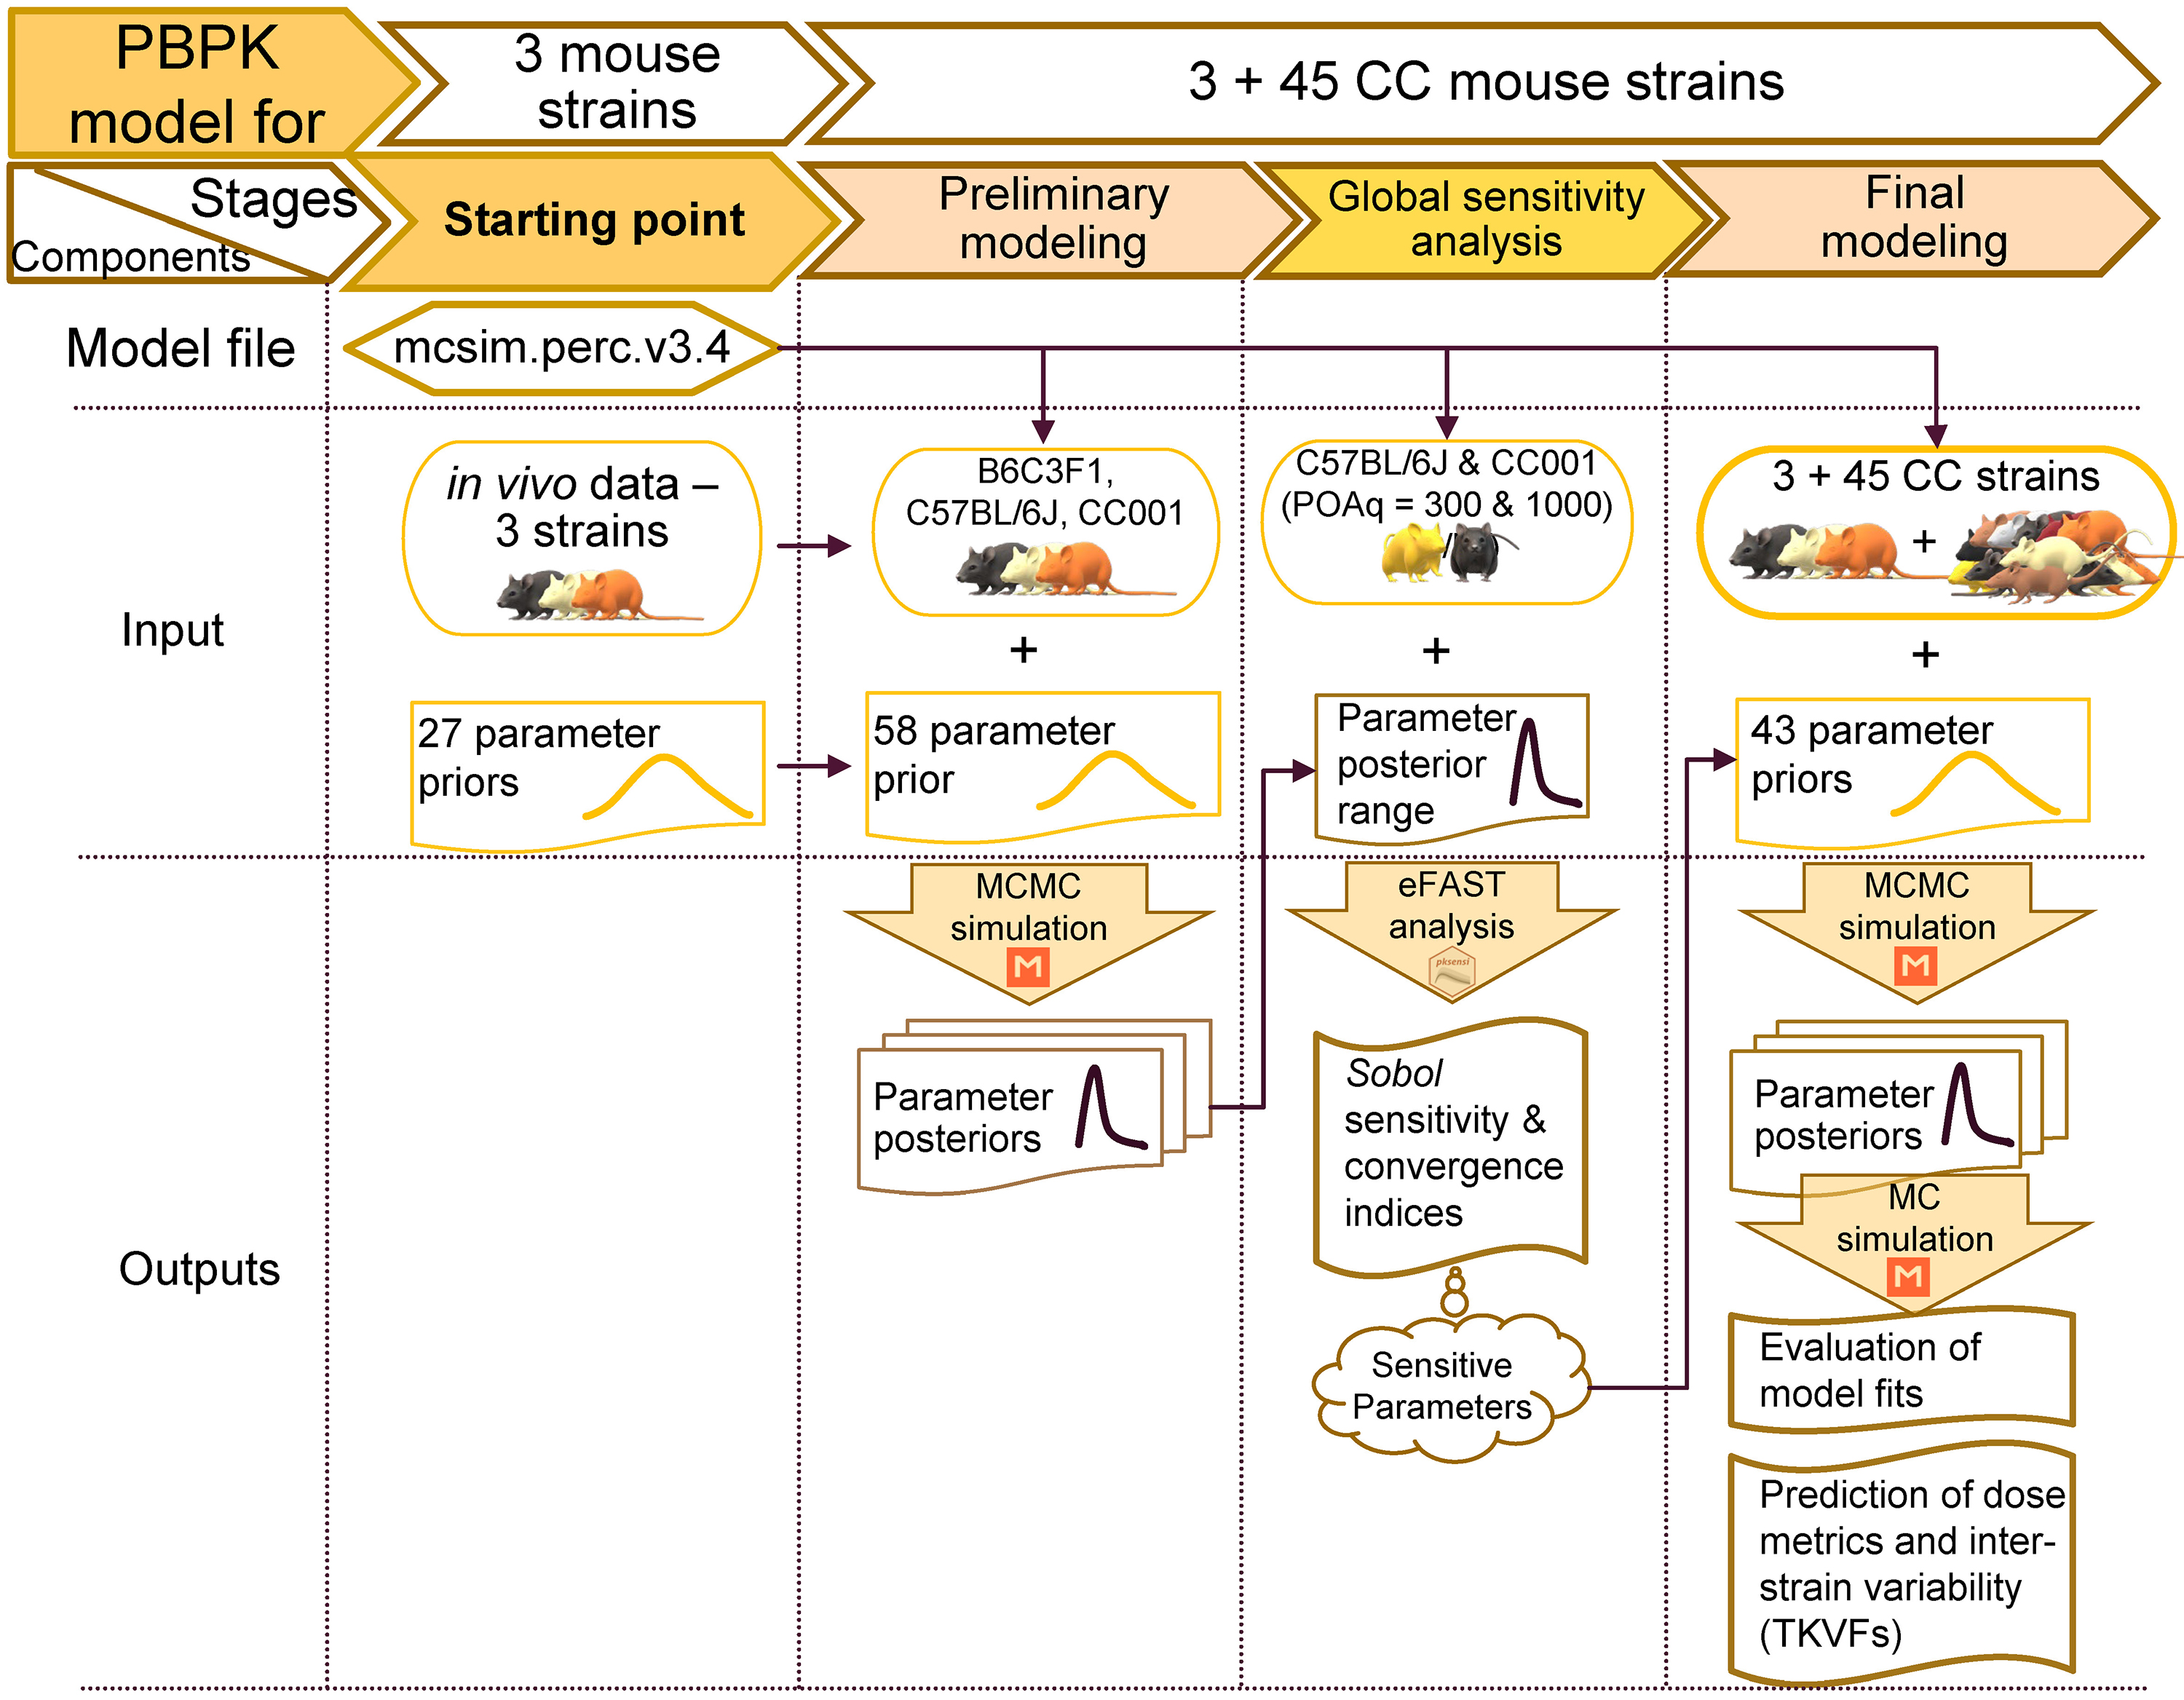 PBPK
model for
3 mouse
strains
3 + 45 CC mouse strains
Stages
Components
Starting point
Preliminary
modeling
Global sensitivity
analysis
Final
modeling
Model file
mcsim.perc.v3.4
Input
in vivo data –
3 strains
B6C3F1,
C57BL/6J, CC001
C57BL/6J & CC001
(POAq = 300 & 1000)
3 + 45 CC strains
+
+
+
+
27 parameter
priors
58 parameter
prior
Parameter
posterior
range
43 parameter
priors
Outputs
MCMC
simulation
M
eFAST
analysis
pksensi
MCMC
simulation
M
Parameter
posteriors
Sobol
sensitivity &
convergence
indices
Parameter
posteriors
MC
simulation
M
Sensitive
Parameters
Evaluation of
model fits
Prediction of dose
metrics and inter-
strain variability
(TKVFs)